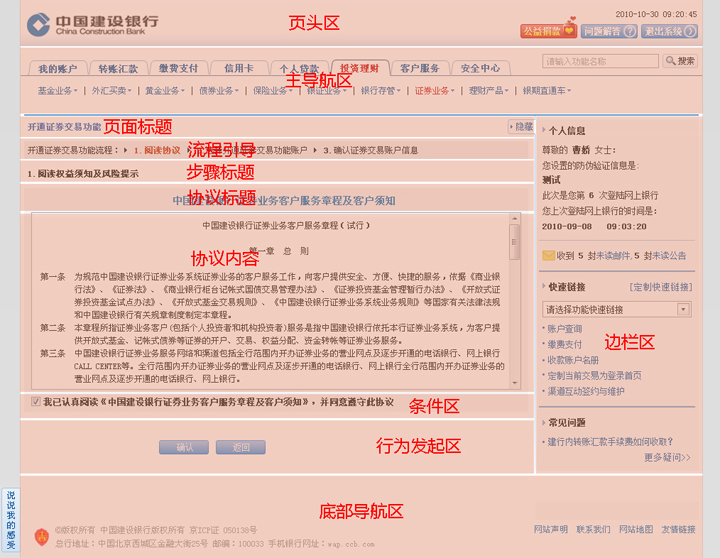 中国建设银行
China Construction Bank
页头区
2010-10-30 09:20:45
公益捐款 问题解答 退出系统
我的账户 转账汇款 缴费支付 信用卡 个人贷款 投资理财 客户服务 安全中心
请输入功能名称 搜索
主导航区
基金业务 外汇买卖 黄金业务 债券业务 保险业务 银证业务 银行存管 证券业务 理财产品 银期直通车
开通证券交易功能 页面标题 隐藏
开通证券交易功能流程： 1.阅读协议 流程引导 功能账户 3.确认证券账户信息
步骤标题
1.阅读权益须知及风险提示
协议标题
中国建设银行证券业务客户服务章程及客户须知
中国建设银行证券业务客户服务章程（试行）
第一章 总 则
协议内容
第一条 为规范中国建设银行证券业务系统证券业务的客户服务工作，向客户提供安全、方便、快捷的服务，依据《商业银
行法》、《证券法》、《商业银行柜台记帐式国债交易管理办法》、《证券投资基金管理暂行办法》、《开放式证
券投资基金试点办法》、《开放式基金交易规则》、《中国建设银行证券业务系统业务规则》等国家有关法律法规
和中国建设银行有关规章制度制定本章程。
第二条 本章程所指证券业务客户(包括个人投资者和机构投资者)服务是指中国建设银行依托本行证券业务系统，为客户提
供开放式基金、记帐式债券等证券的开户、交易、权益分配、资金转帐等证券业务服务。
第三条 中国建设银行证券业务服务网络和渠道包括全行范围内开办证券业务的营业网点及逐步开通的电话银行、网上银行
CALL CENTER等。全行范围内开办证券业务的营业网点及逐步开通的电话银行、网上银行全行范围内开办证券业务的营
业网点及逐步开通的电话银行、网上银行。
我已认真阅读《中国建设银行证券业务客户服务章程及客户须知》，并同意遵守此协议
条件区
确认 返回
行为发起区
个人信息
尊敬的 曹娇 女士：
您设置的防伪验证信息是：
测试
此次是您第 6 次登陆网上银行
您上次登陆网上银行的时间是：
2010-09-08 09:03:20
收到 5 封未读邮件，5 封未读公告
快速链接 [定制快速链接]
请选择功能快速链接
账户查询
缴费支付
收款账户名册
定制当前交易为登录首页
渠道互动签约与维护
边栏区
常见问题
建行内转账汇款手续费如何收取？
更多疑问>>
说说我的感受
底部导航区
©版权所有 中国建设银行版权所有 京ICP证 050138号
总行地址：中国北京西城区金融大街25号 邮编：100033 手机银行网址：wap.ccb.com
网站声明 联系我们 网站地图 友情链接